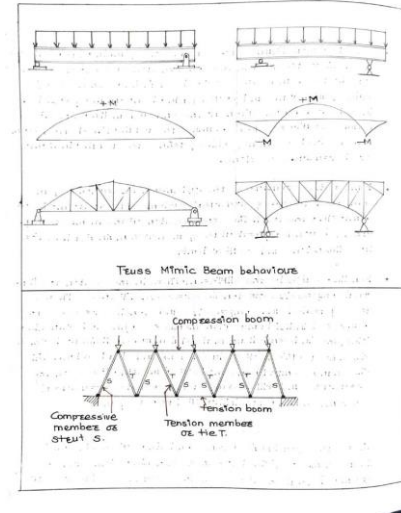 +M
+M
-M
-M
Truss Mimic Beam behaviour
Compression boom
S
T
S
T
S
T
S
T
S
T
S
Tension boom
Compressive
member or
strut S.
Tension member
or tie T.